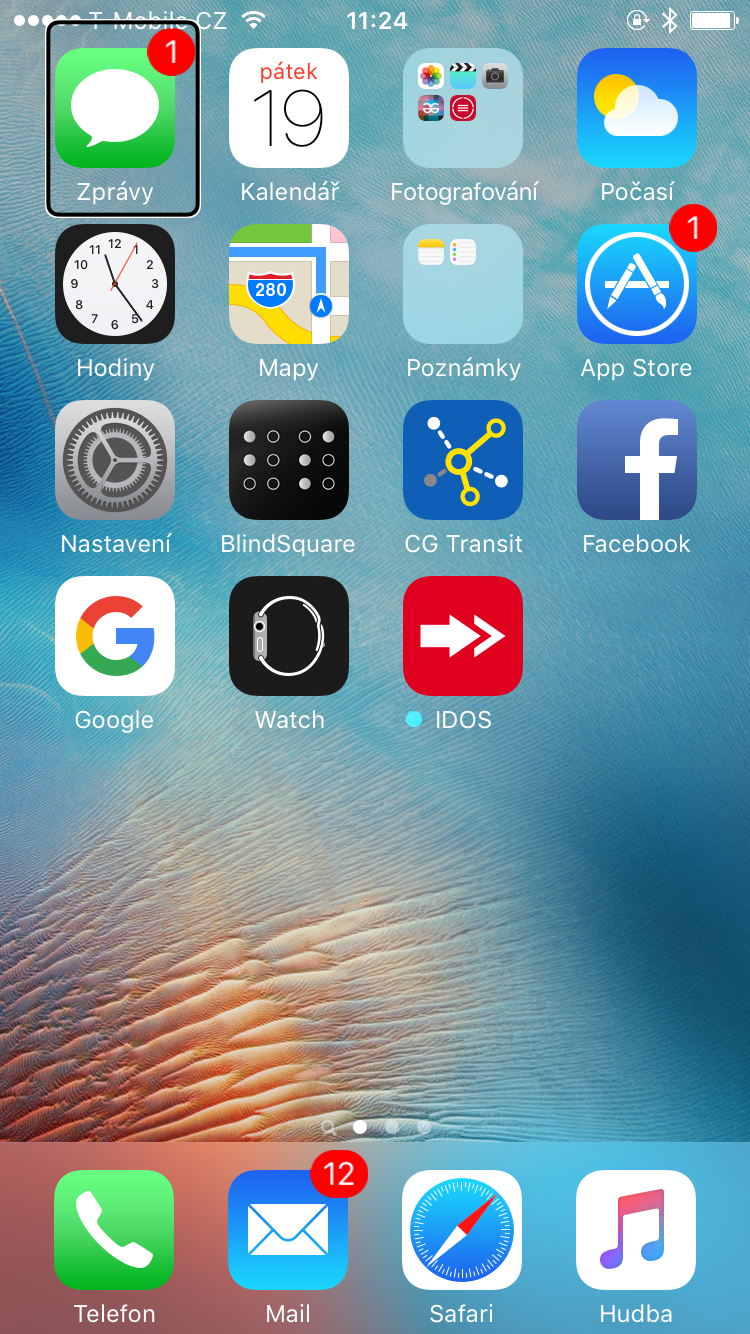 T-Mobile CZ 11:24
1
Zprávy
pátek
19
Kalendář
Fotografování
Počasí
12
1
2
3
4
5
6
7
8
9
10
11
Hodiny
280
Mapy
Poznámky
1
App Store
Nastavení
BlindSquare
CG Transit
f
Facebook
G
Google
Watch
IDOS
Telefon
12
Mail
Safari
Hudba